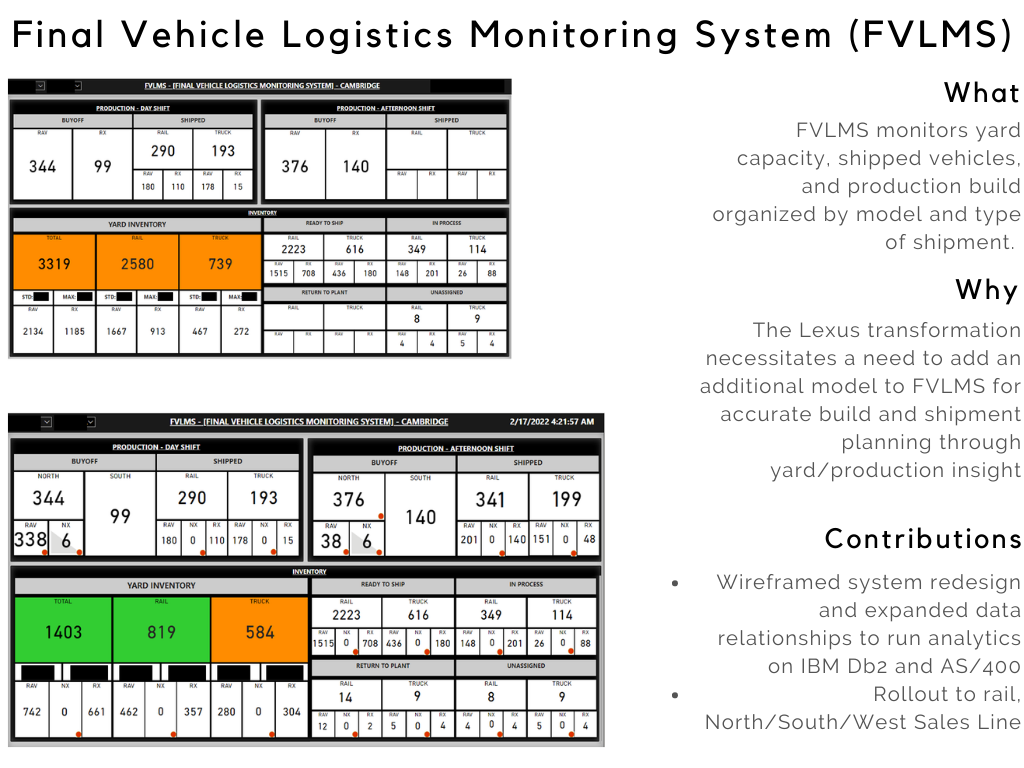 Final Vehicle Logistics Monitoring System (FVLMS)
FVLMS - [FINAL VEHICLE LOGISTICS MONITORING SYSTEM] - CAMBRIDGE
PRODUCTION - DAY SHIFT
BUYOFF SHIPPED
RAV RX RAIL TRUCK
344 99 290 193
RAV RX RAV RX
180 110 178 15
PRODUCTION - AFTERNOON SHIFT
BUYOFF SHIPPED
RAV RX RAIL TRUCK
376 140
RAV RX RAV RX
INVENTORY
YARD INVENTORY
TOTAL RAIL TRUCK
3319 2580 739
STD: MAX: STD: MAX: STD: MAX:
RAV RX RAV RX RAV RX
2134 1185 1667 913 467 272
READY TO SHIP IN PROCESS
RAIL TRUCK RAIL TRUCK
2223 616 349 114
RAV RX RAV RX RAV RX RAV RX
1515 708 436 180 148 201 26 88
RETURN TO PLANT UNASSIGNED
RAIL TRUCK RAIL TRUCK
8 9
RAV RX RAV RX RAV RX RAV RX
4 4 5 4
FVLMS - [FINAL VEHICLE LOGISTICS MONITORING SYSTEM] - CAMBRIDGE 2/17/2022 4:21:57 AM
PRODUCTION - DAY SHIFT
BUYOFF SHIPPED
NORTH SOUTH RAIL TRUCK
344 99 290 193
RAV NX RAV NX RX RAV NX RX
338 6 180 0 110 178 0 15
PRODUCTION - AFTERNOON SHIFT
BUYOFF SHIPPED
NORTH SOUTH RAIL TRUCK
376 140 341 199
RAV NX RAV NX RX RAV NX RX
38 6 201 0 140 151 0 48
INVENTORY
YARD INVENTORY
TOTAL RAIL TRUCK
1403 819 584
RAV NX RX RAV NX RX RAV NX RX
742 0 661 462 0 357 280 0 304
READY TO SHIP IN PROCESS
RAIL TRUCK RAIL TRUCK
2223 616 349 114
RAV NX RX RAV NX RX RAV NX RX RAV NX RX
1515 0 708 436 0 180 148 0 201 26 0 88
RETURN TO PLANT UNASSIGNED
RAIL TRUCK RAIL TRUCK
14 9 8 9
RAV NX RX RAV NX RX RAV NX RX RAV NX RX
12 0 2 5 0 4 4 0 4 5 0 4
What
FVLMS monitors yard
capacity, shipped vehicles,
and production build
organized by model and type
of shipment.
Why
The Lexus transformation
necessitates a need to add an
additional model to FVLMS for
accurate build and shipment
planning through
yard/production insight
Contributions
• Wireframed system redesign
and expanded data
relationships to run analytics
on IBM Db2 and AS/400
• Rollout to rail,
North/South/West Sales Line